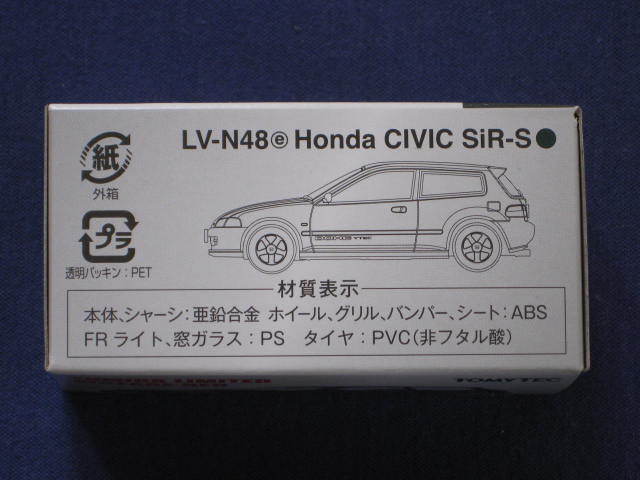 LV-N48ⓔ Honda CIVIC SiR-S●
紙
外箱
プラ
透明パッキン：PET
材質表示
本体、シャーシ：亜鉛合金 ホイール、グリル、バンパー、シート：ABS
FRライト、窓ガラス：PS タイヤ：PVC（非フタル酸）
TOMYTEC